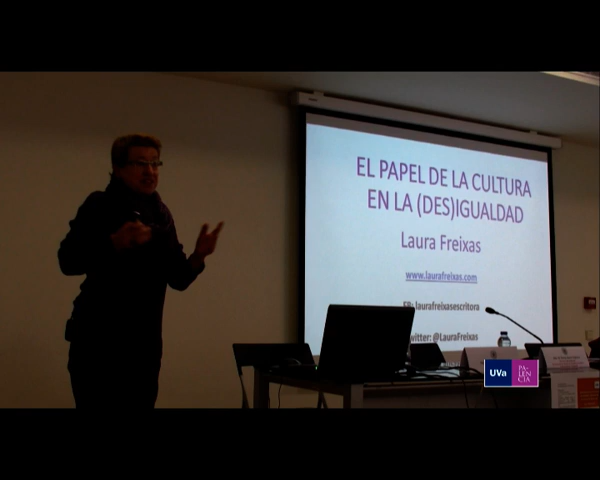 EL PAPEL DE LA CULTURA
EN LA (DES)IGUALDAD
Laura Freixas
www.laurafreixas.com
FB: laurafreixasescritora
Twitter: @LauraFreixas
UVa
PA-
LEN
CIA